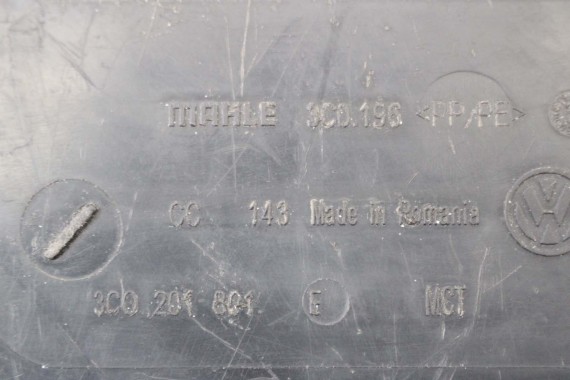 MAHLE 3C0.196 >PP/PE<
CC 143 Made in Romania
3C0 201 801 E MCT